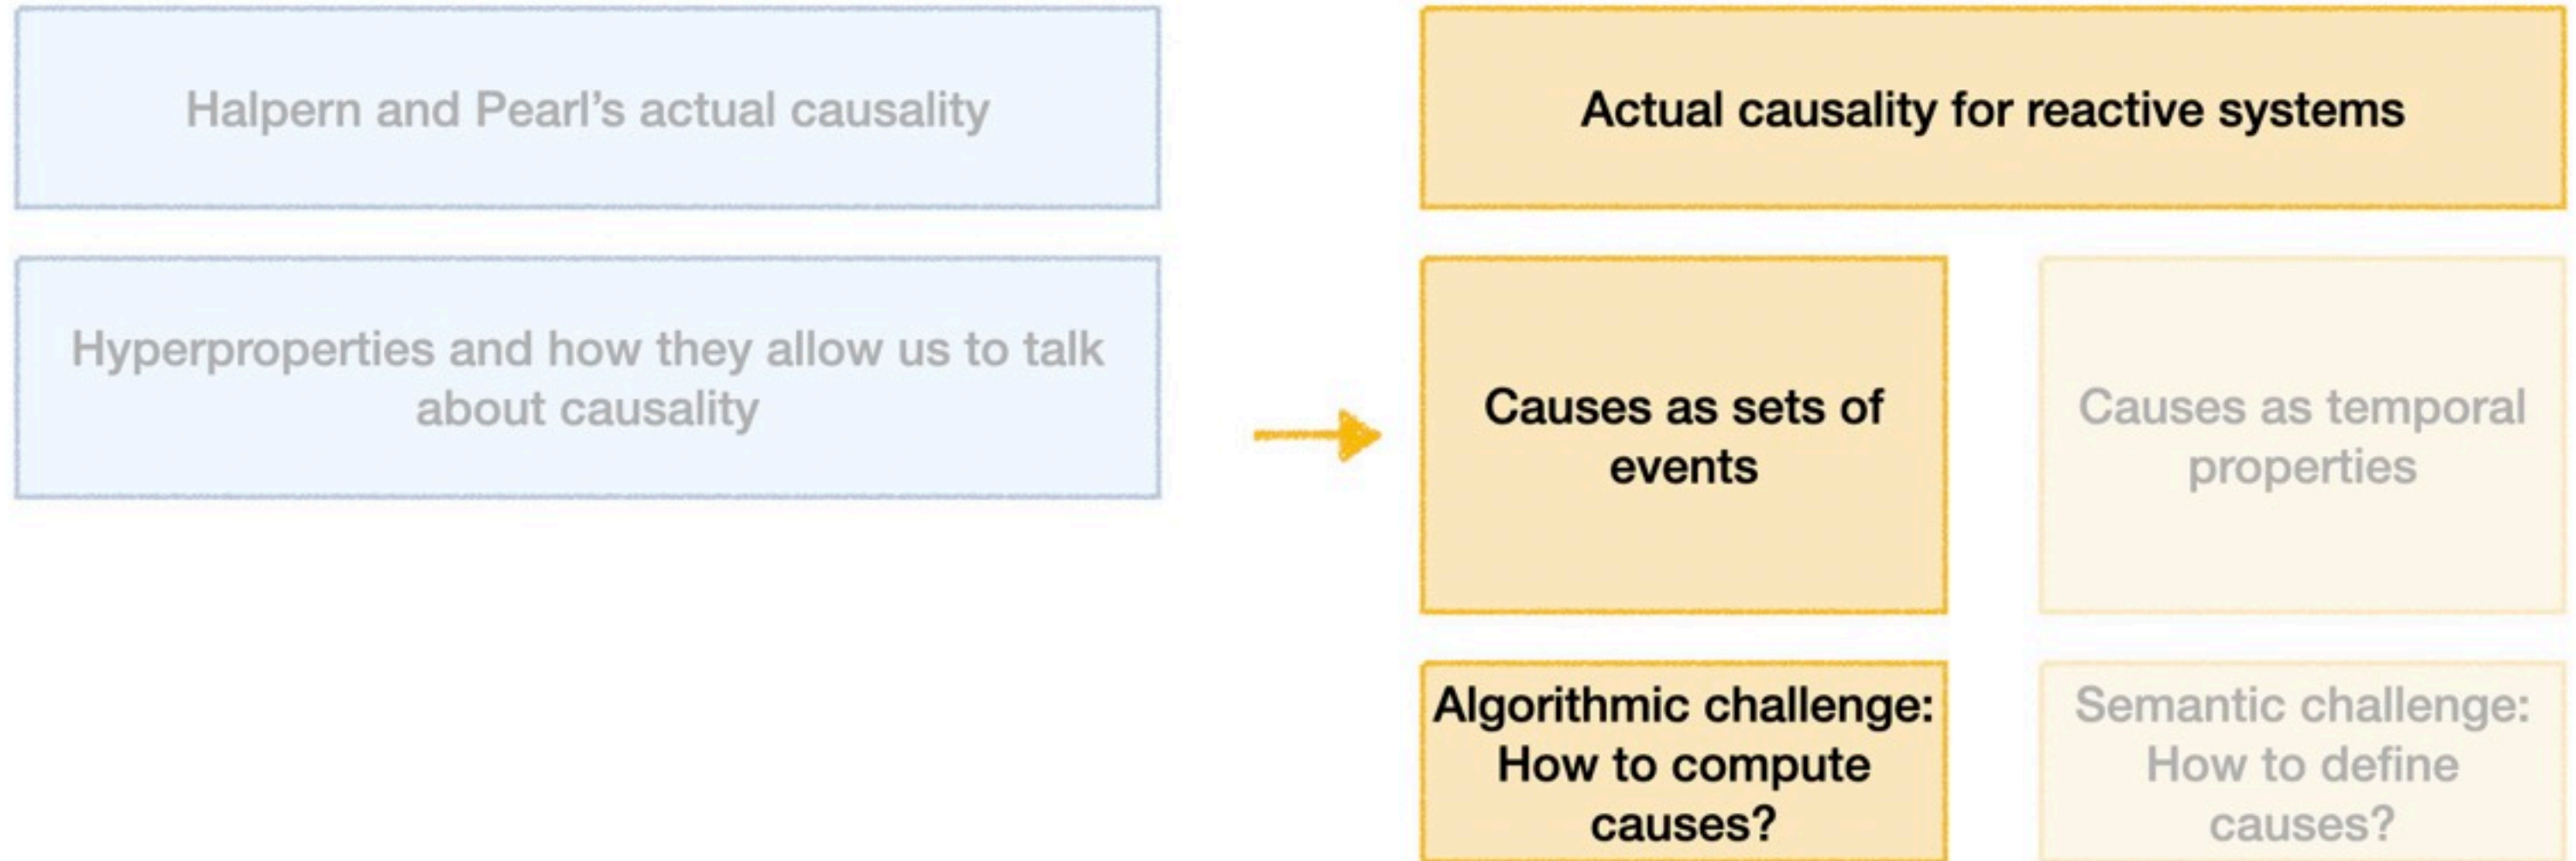 Halpern and Pearl's actual causality
Hyperproperties and how they allow us to talk
about causality
Actual causality for reactive systems
Causes as sets of
events
Causes as temporal
properties
Algorithmic challenge:
How to compute
causes?
Semantic challenge:
How to define
causes?